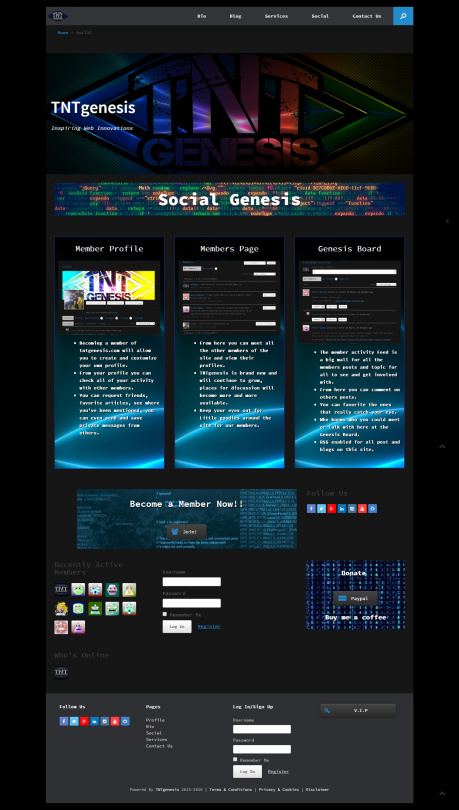 TNT
Bio
Blog
Services
Social
Contact Us
Home » Social
TNTgenesis
Inspiring Web Innovations
TNT
GENESIS
Social Genesis
Member Profile
Members Page
Genesis Board
Becoming a member of
tntgenesis.com will allow
you to create and customize
your own profile.
From your profile you can
check all of your activity
with other members.
You can request friends,
favorite articles, see where
you've been mentioned, you
can even send and save
private messages from
others.
From here you can meet all
the other members of the
site and view their
profiles.
TNTgenesis is brand new and
will continue to grow,
places for discussion will
become more and more
available.
Keep your eyes out for
little goodies around the
site for our members.
The member activity feed is
a big wall for all the
members posts and topic for
all to see and get involved
with.
From here you can comment on
others posts.
You can favorite the ones
that really catch your eye.
Who knows who you could meet
or talk with here at the
Genesis Board.
RSS enabled for all post and
blogs on this site.
Become a Member Now!!
Join!
Follow Us
Recently Active
Members
Username
Password
Remember Me
Log In
Register
Donate
Paypal
Buy me a coffee
Who's Online
Follow Us
Pages
Profile
Bio
Social
Services
Contact Us
Log In/Sign Up
Username
Password
Remember Me
Log In
Register
V.I.P
Powered By TNTgenesis 2015-2016 | Terms & Conditions | Privacy & Cookies | Disclaimer